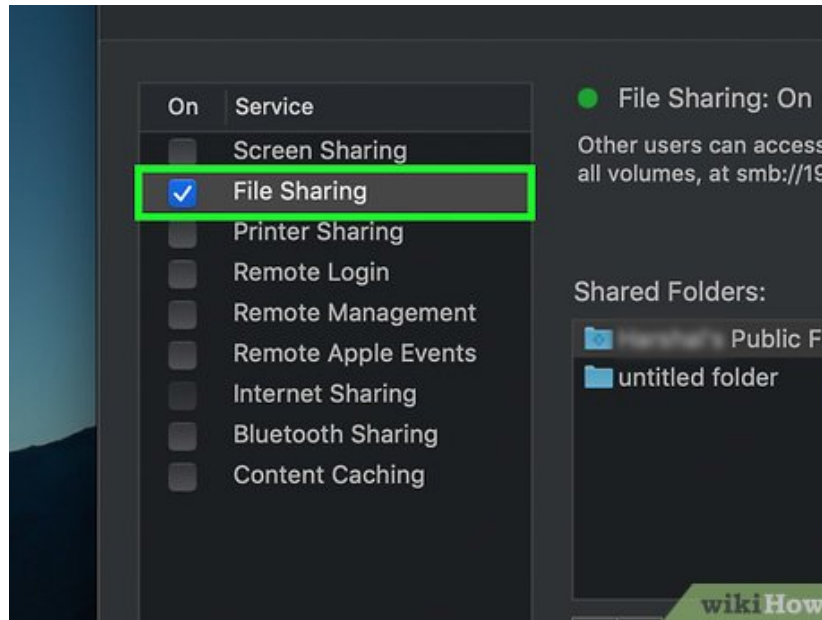 On Service
Screen Sharing
File Sharing
Printer Sharing
Remote Login
Remote Management
Remote Apple Events
Internet Sharing
Bluetooth Sharing
Content Caching
File Sharing: On
Other users can access
all volumes, at smb://19
Shared Folders:
Public F
untitled folder
wikiHow